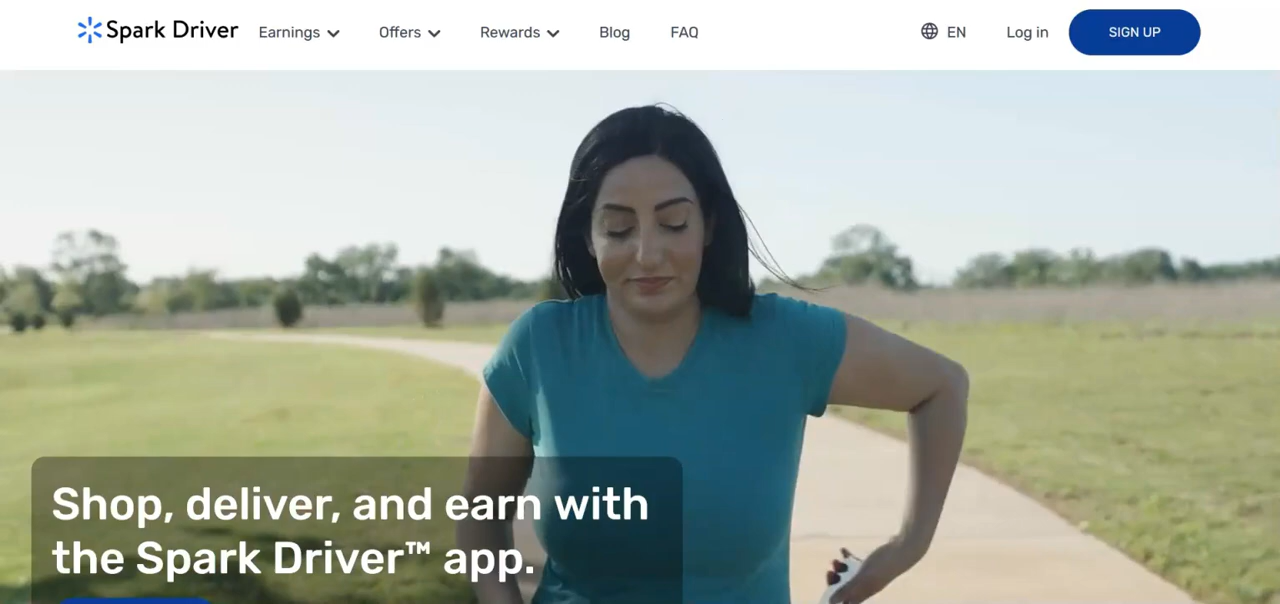 Spark Driver
Earnings
Offers
Rewards
Blog
FAQ
EN
Log in
SIGN UP
Shop, deliver, and earn with
the Spark Driver™ app.